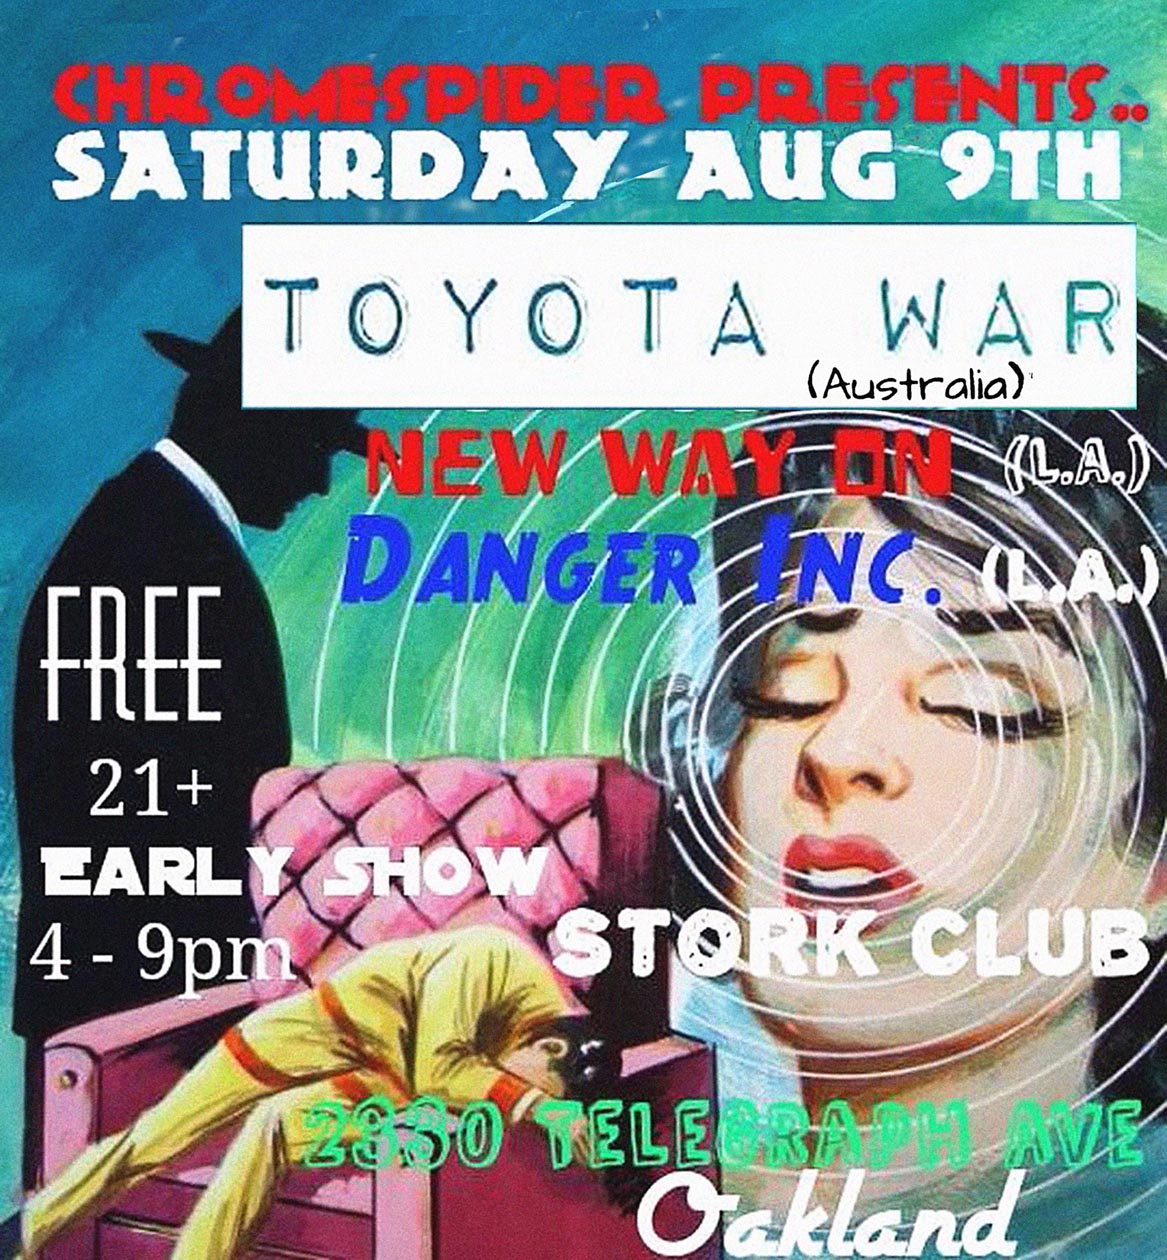 CHROMESPIDER PRESENTS..
SATURDAY AUG 9TH
TOYOTA WAR
(Australia)
NEW WAY ON (L.A.)
DANGER INC. (L.A.)
FREE
21+
EARLY SHOW
4 - 9pm
STORK CLUB
2330 TELEGRAPH AVE
Oakland